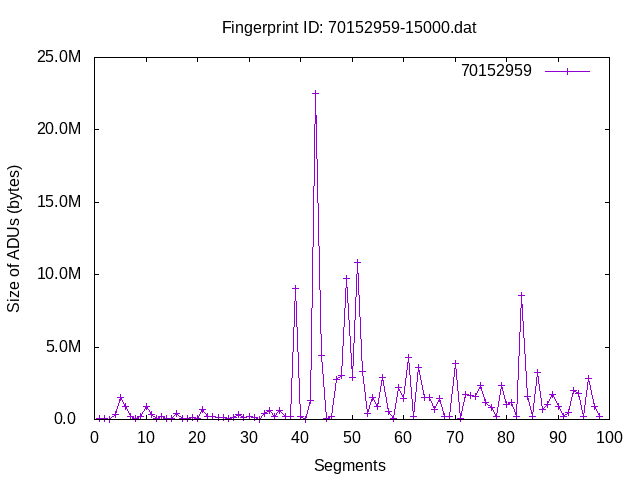 Fingerprint ID: 70152959-15000.dat
70152959
Size of ADUs (bytes)
25.0M
20.0M
15.0M
10.0M
5.0M
0.0
0 10 20 30 40 50 60 70 80 90 100
Segments